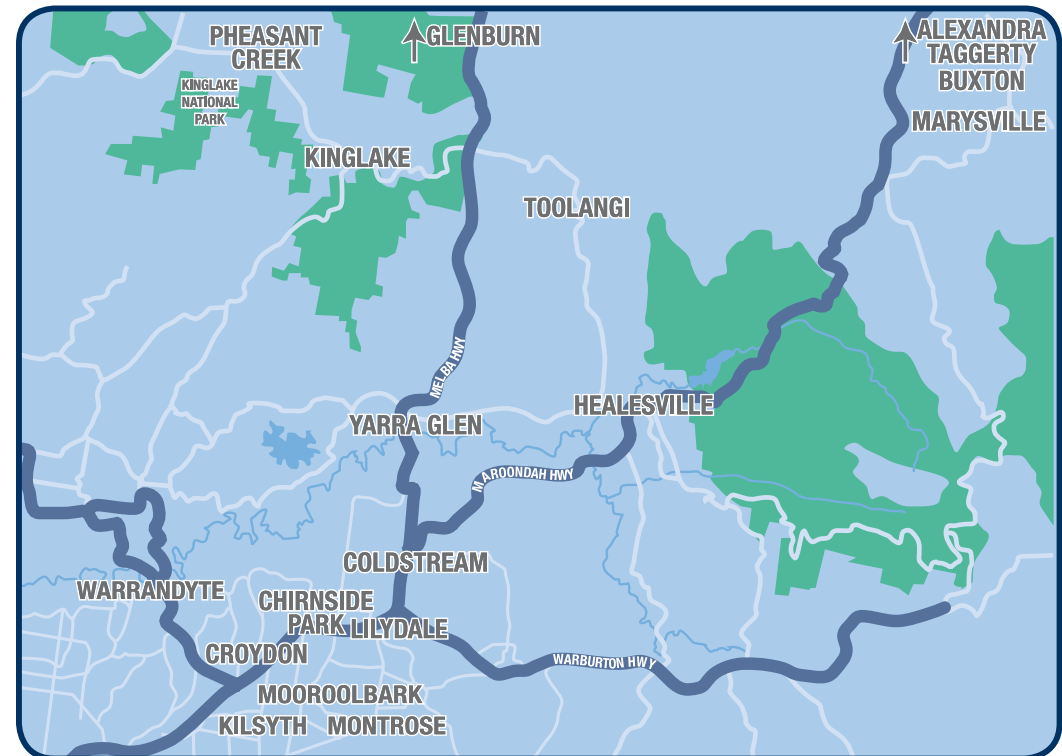 PHEASANT
CREEK
GLENBURN
ALEXANDRA
TAGGERTY
BUXTON
KINGLAKE
NATIONAL
PARK
MARYSVILLE
KINGLAKE
TOOLANGI
MELBA HWY
HEALESVILLE
YARRA GLEN
MAROONDAH HWY
COLDSTREAM
WARRANDYTE
CHIRNSIDE
PARK
LILYDALE
CROYDON
WARBURTON HWY
MOOROOLBARK
KILSYTH
MONTROSE